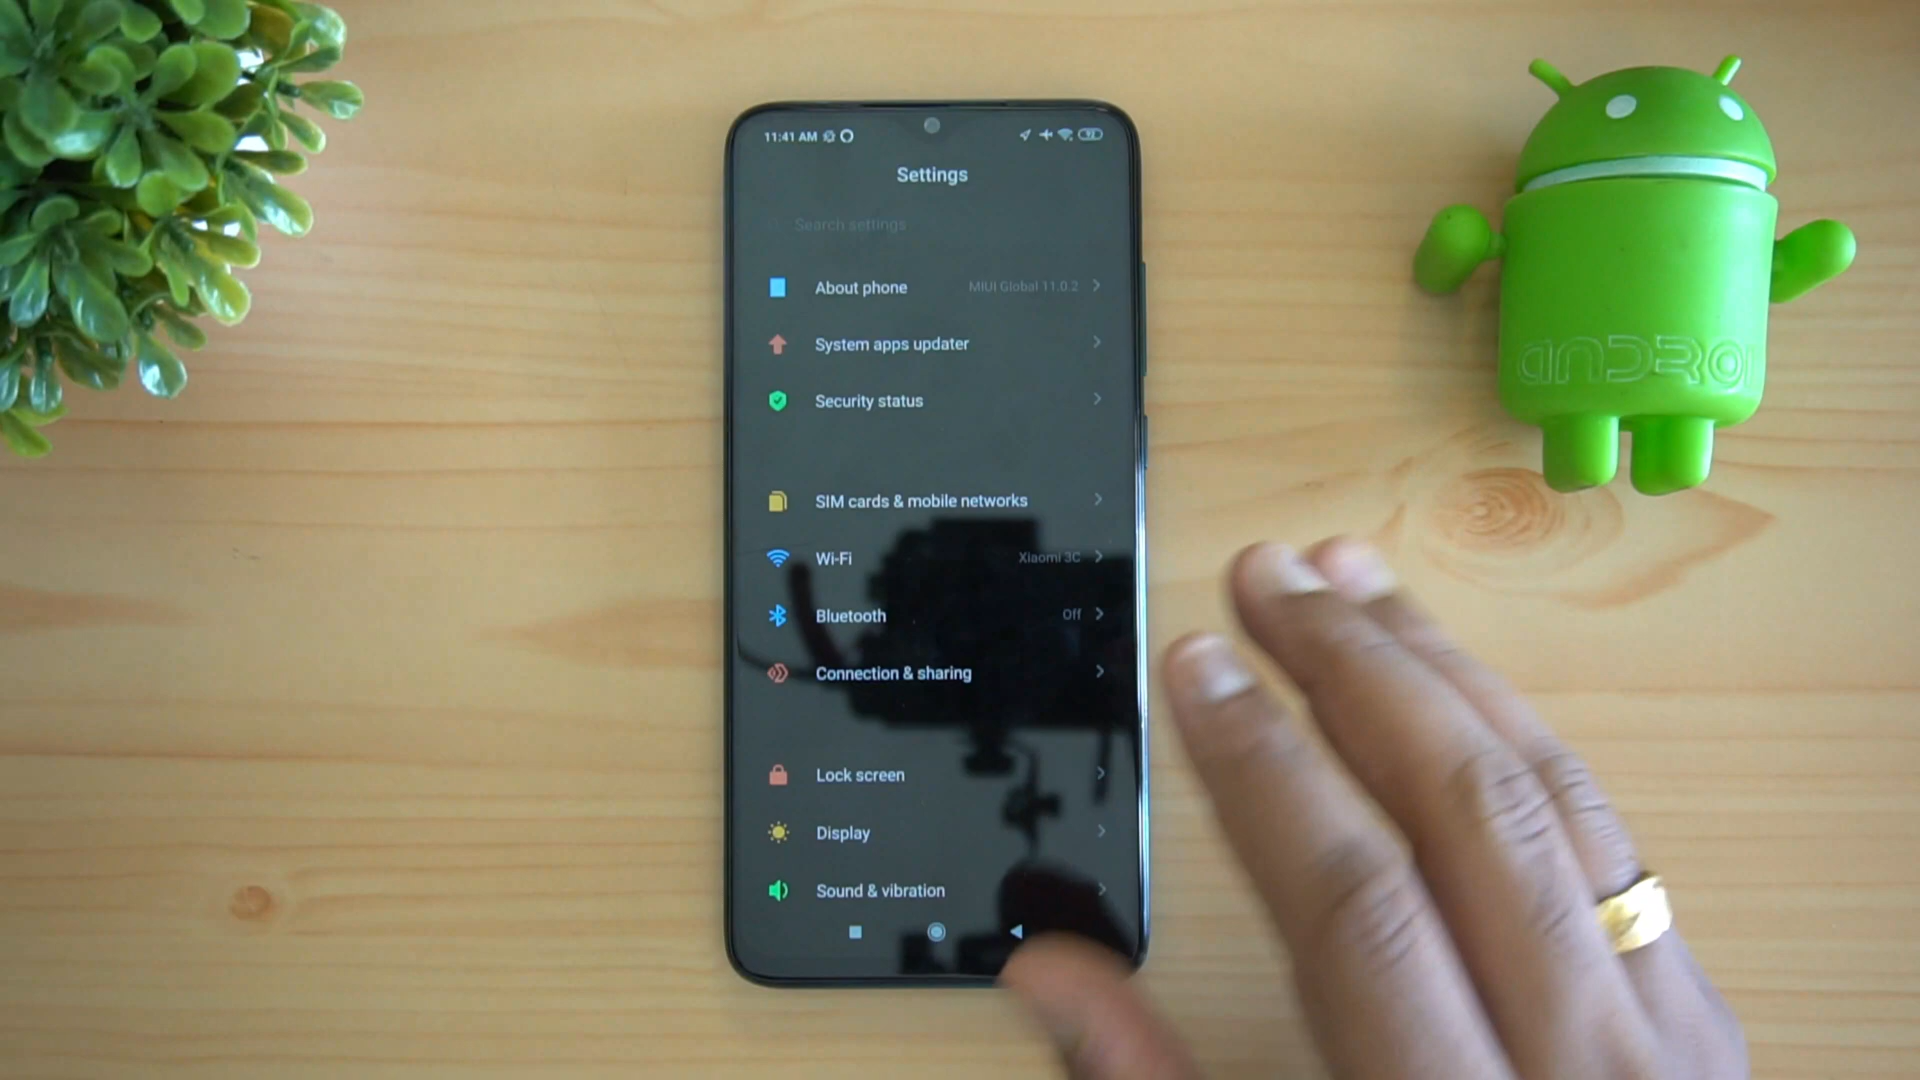 11:41 AM
Settings
Search settings
About phone
MIUI Global 11.0.2
System apps updater
Security status
SIM cards & mobile networks
Wi-Fi
Xiaomi 3C
Bluetooth
Off
Connection & sharing
Lock screen
Display
Sound & vibration